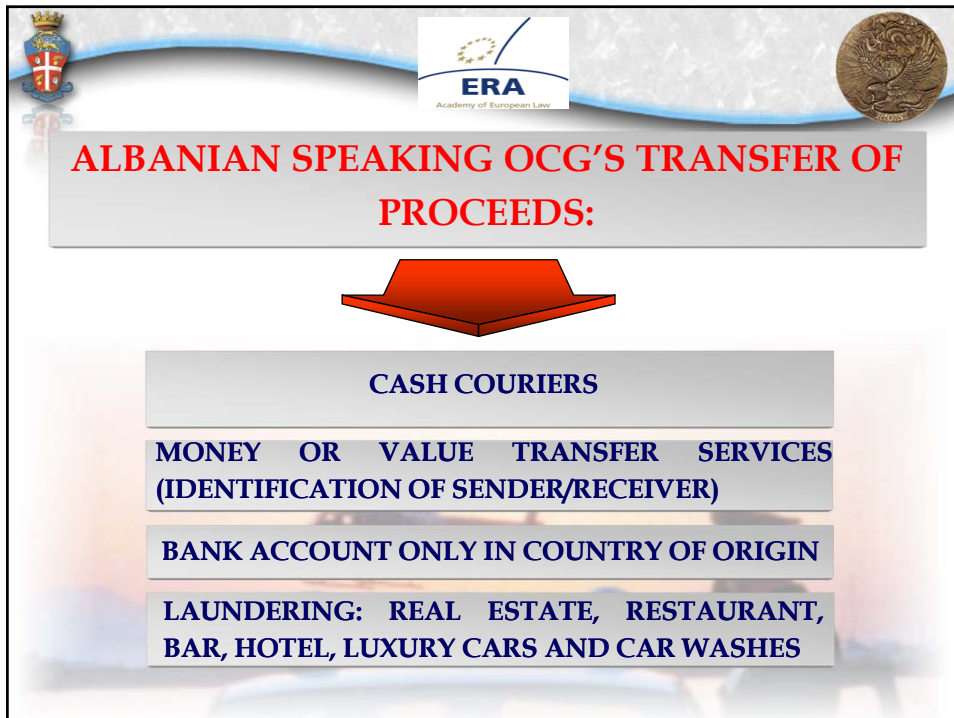 ERA
Academy of European Law
R.O.S
ALBANIAN SPEAKING OCG’S TRANSFER OF
PROCEEDS:
CASH COURIERS
MONEY OR VALUE TRANSFER SERVICES
(IDENTIFICATION OF SENDER/RECEIVER)
BANK ACCOUNT ONLY IN COUNTRY OF ORIGIN
LAUNDERING: REAL ESTATE, RESTAURANT,
BAR, HOTEL, LUXURY CARS AND CAR WASHES